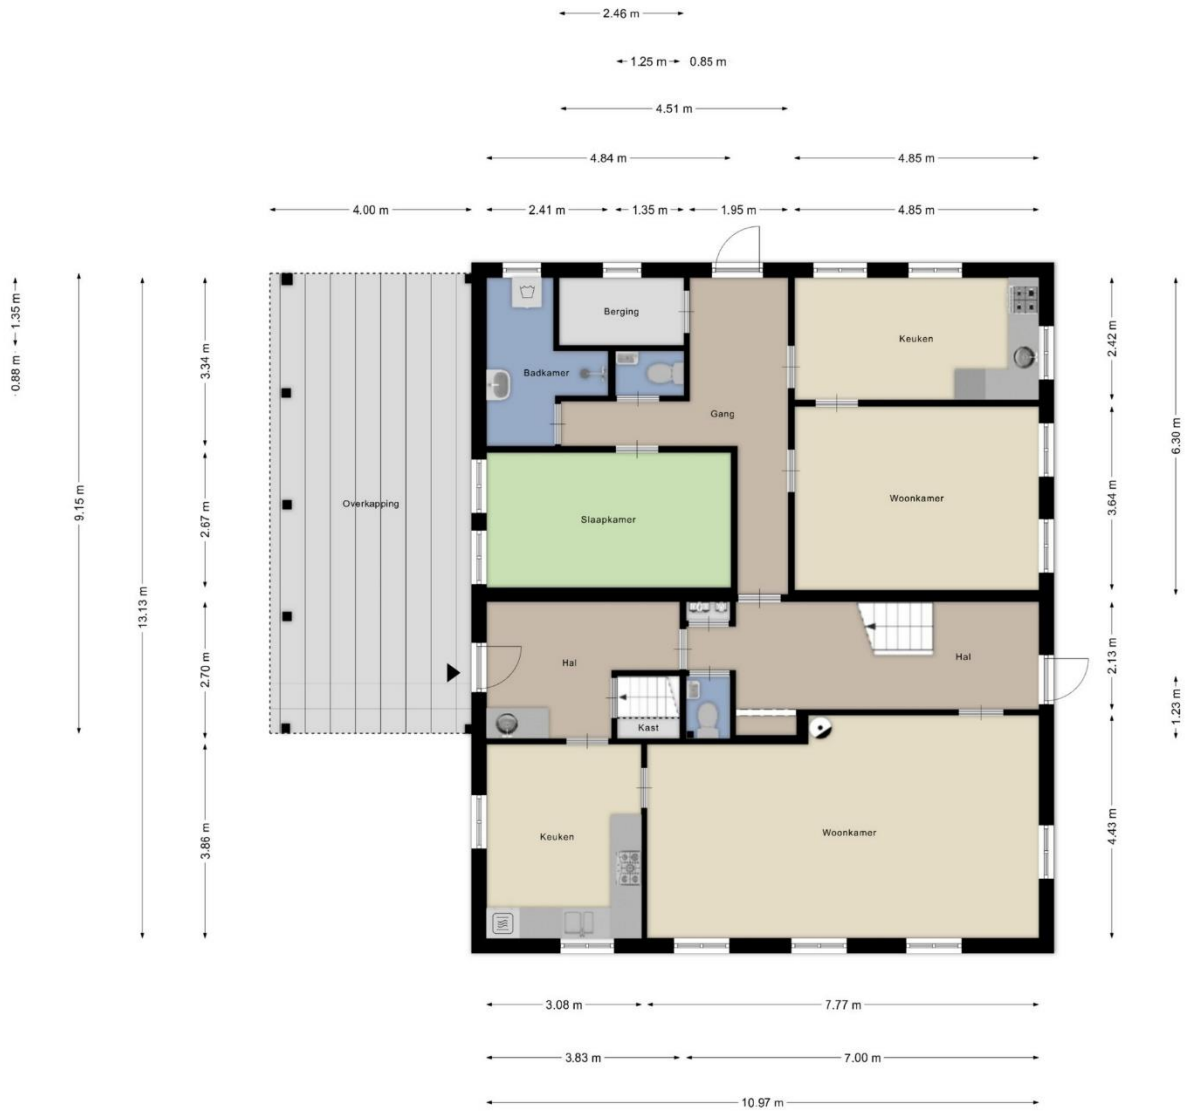 2.46 m
1.25 m 0.85 m
4.51 m
4.84 m 4.85 m
4.00 m 2.41 m 1.35 m 1.95 m 4.85 m
1.35 m
0.88 m
9.15 m
13.13 m
3.34 m
2.67 m
2.70 m
3.86 m
Berging
Keuken
Badkamer
Gang
Overkapping
Woonkamer
Slaapkamer
Hal
Hal
Kast
Keuken
Woonkamer
2.42 m
3.64 m
2.13 m
4.43 m
6.30 m
1.23 m
3.08 m 7.77 m
3.83 m 7.00 m
10.97 m